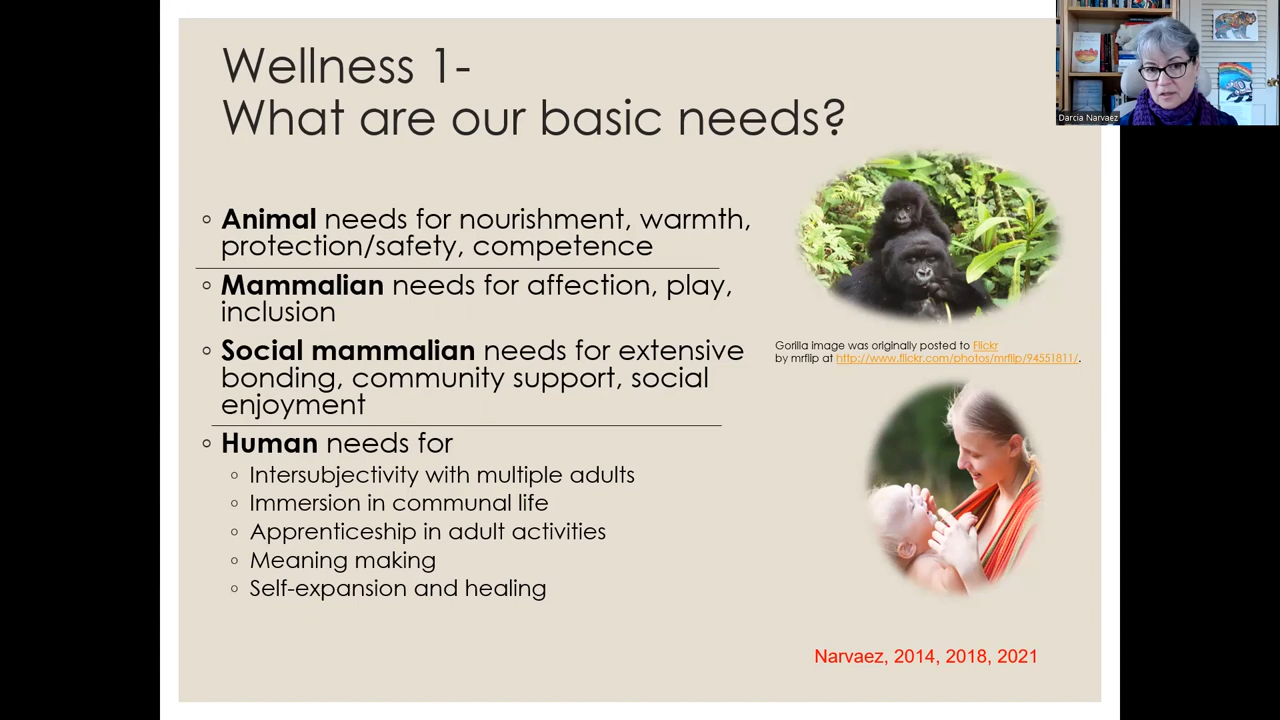 Wellness 1-
What are our basic needs?
Darcia Narvaez
◦ Animal needs for nourishment, warmth,
protection/safety, competence
◦ Mammalian needs for affection, play,
inclusion
◦ Social mammalian needs for extensive
bonding, community support, social
enjoyment
◦ Human needs for
◦ Intersubjectivity with multiple adults
◦ Immersion in communal life
◦ Apprenticeship in adult activities
◦ Meaning making
◦ Self-expansion and healing
Gorilla image was originally posted to Flickr
by mrflip at http://www.flickr.com/photos/mrflip/94551811/.
Narvaez, 2014, 2018, 2021